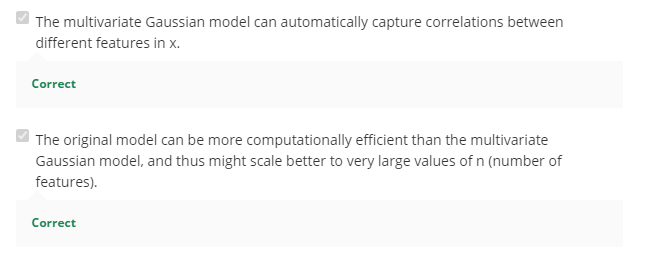 The multivariate Gaussian model can automatically capture correlations between
different features in x.
Correct
The original model can be more computationally efficient than the multivariate
Gaussian model, and thus might scale better to very large values of n (number of
features).
Correct